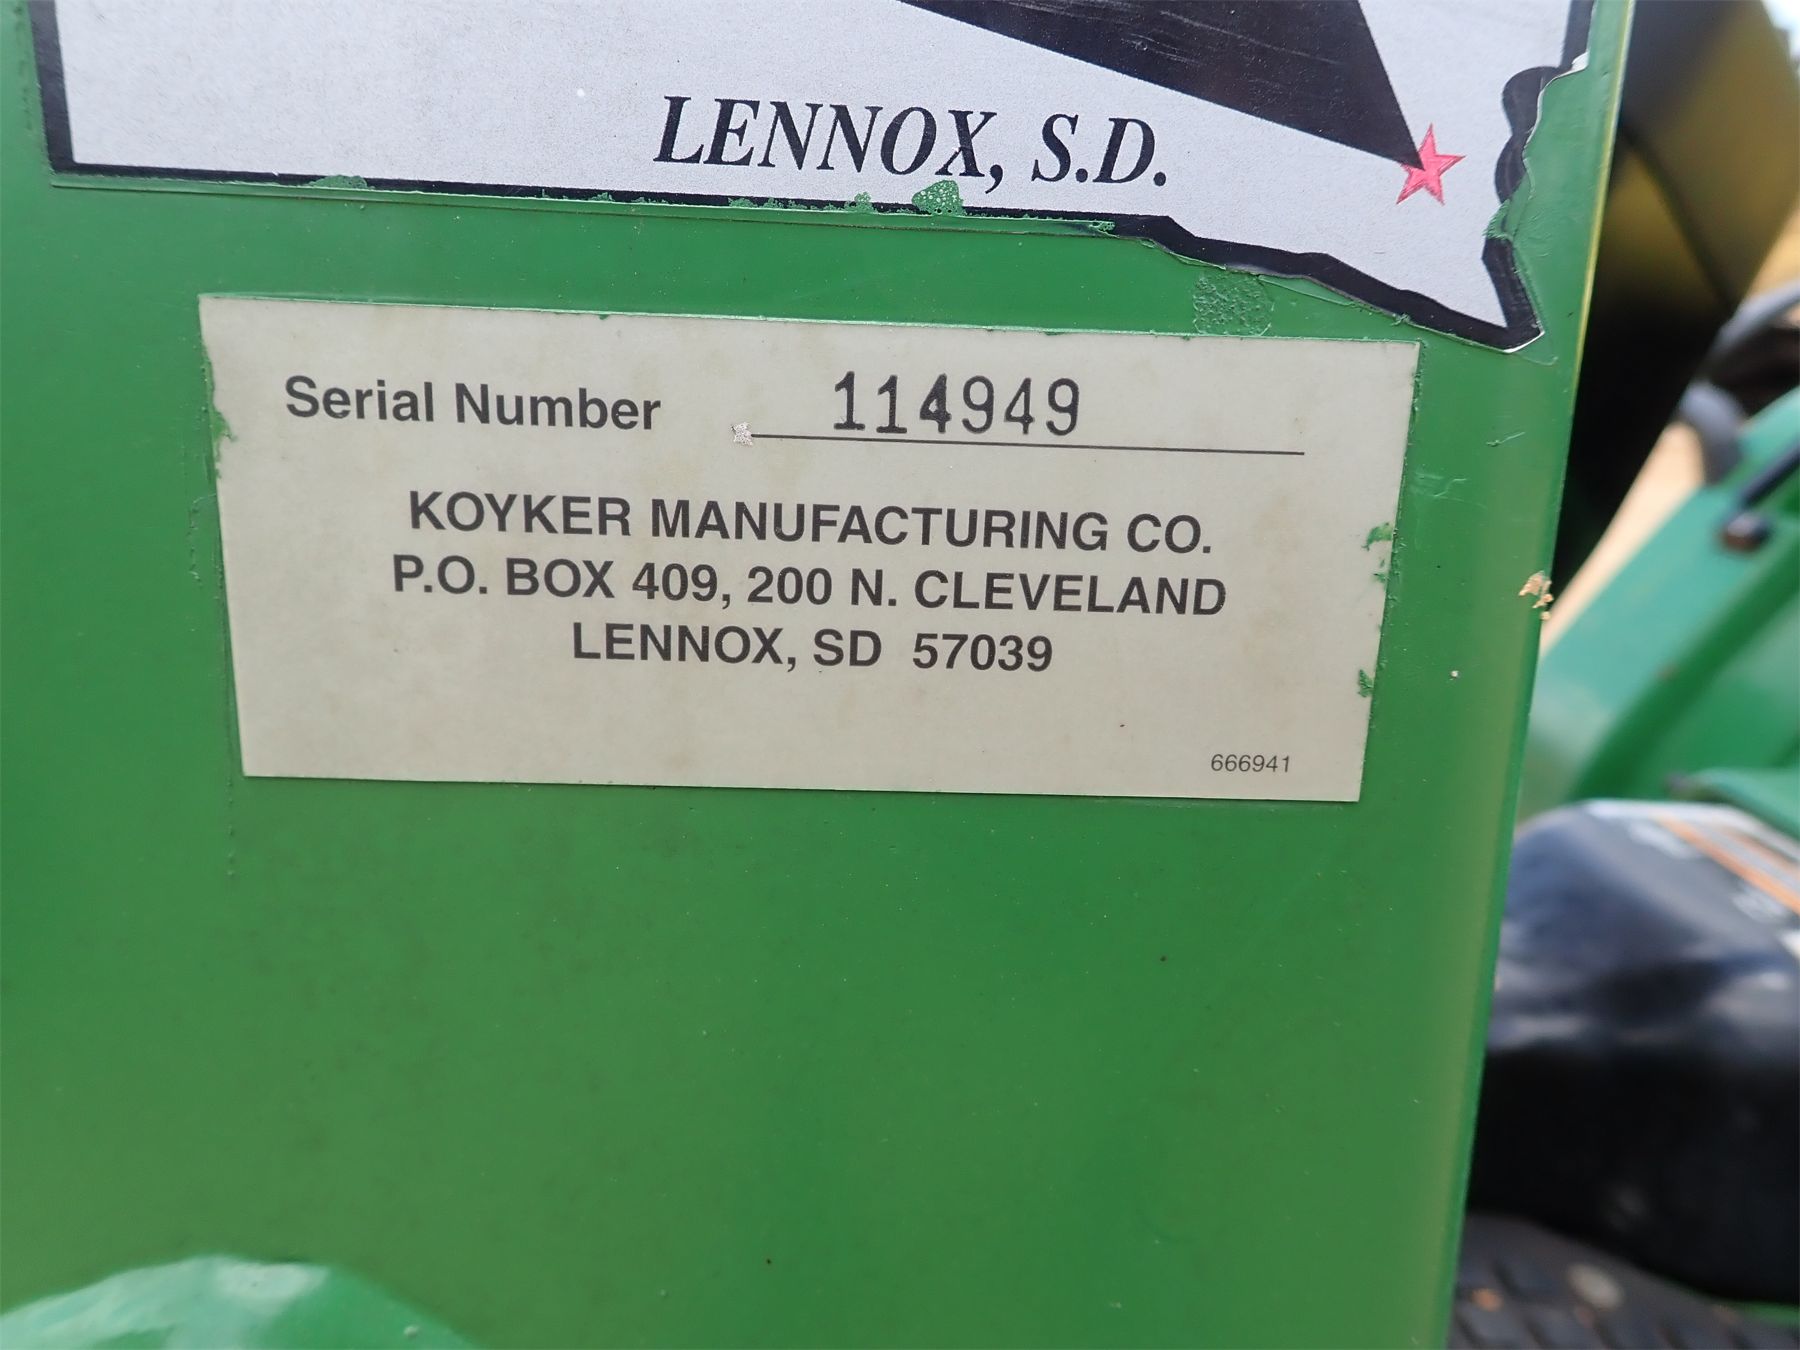 LENNOX, S.D.
Serial Number 114949
KOYKER MANUFACTURING CO.
P.O. BOX 409, 200 N. CLEVELAND
LENNOX, SD 57039
666941